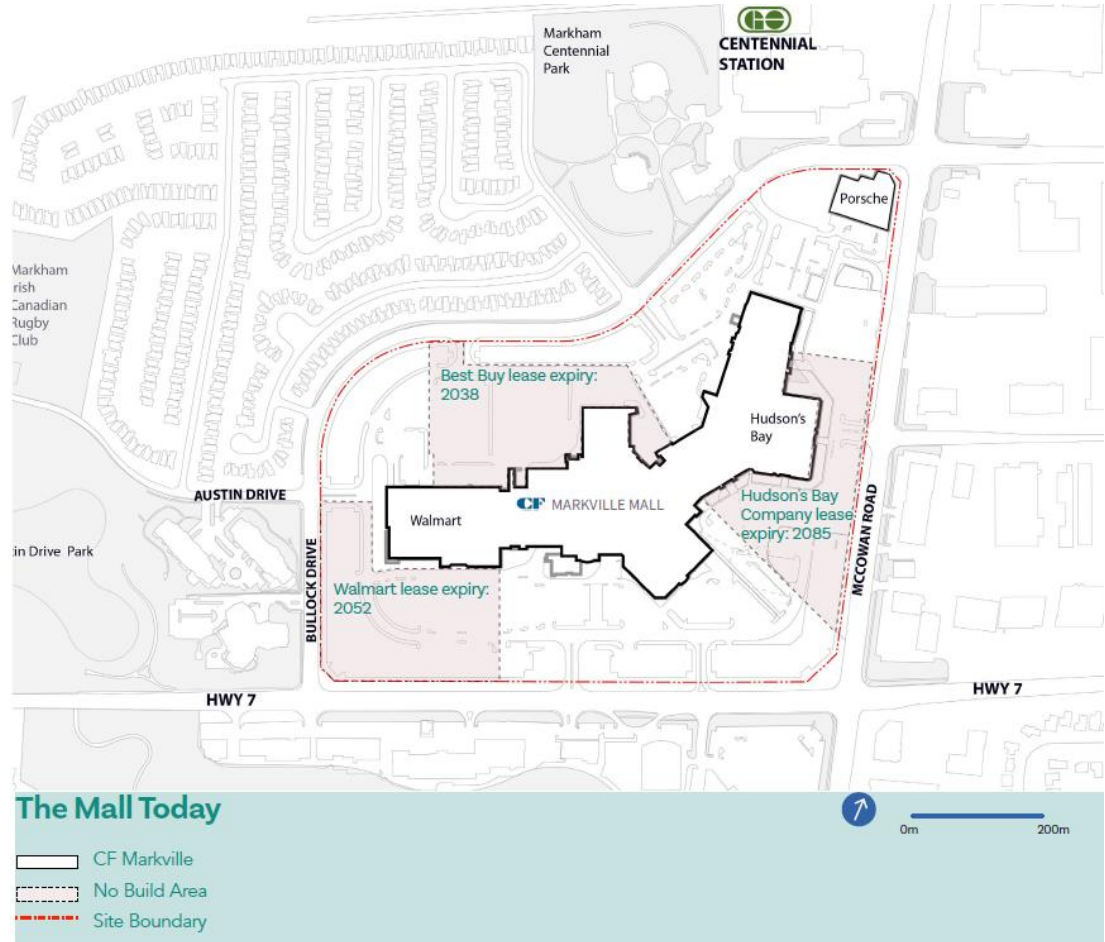 GO
CENTENNIAL
STATION
Markham
Centennial
Park
Porsche
Markham
rish
Canadian
Rugby
Club
Best Buy lease expiry:
2038
Hudson's
Bay
AUSTIN DRIVE
CF MARKVILLE MALL
Walmart
Hudson's Bay
Company lease
expiry: 2085
tin Drive Park
BULLOCK DRIVE
MCCOWAN ROAD
Walmart lease expiry:
2052
HWY 7
HWY 7
The Mall Today
0m
200m
CF Markville
No Build Area
Site Boundary